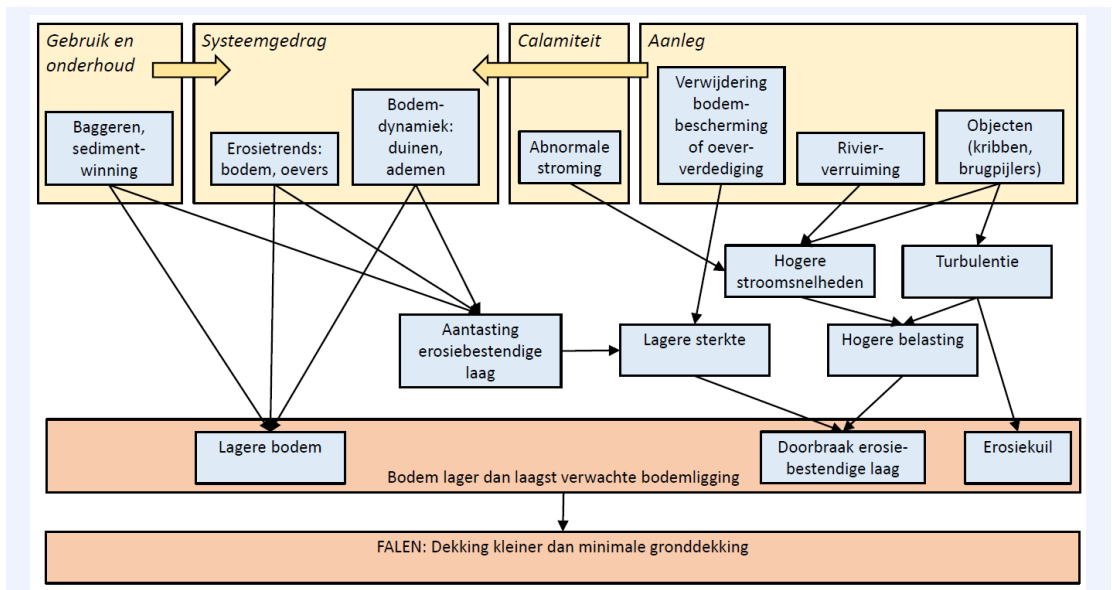 Gebruik en
onderhoud
Systeemgedrag
Calamiteit
Aanleg
Baggeren,
sediment-
winning
Erosietrends:
bodem, oevers
Bodem-
dynamiek:
duinen,
ademen
Abnormale
stroming
Verwijdering
bodem-
bescherming
of oever-
verdediging
Rivier-
verruiming
Objecten
(kribben,
brugpijlers)
Hogere
stroomsnelheden
Turbulentie
Aantasting
erosiebestendige
laag
Lagere sterkte
Hogere belasting
Lagere bodem
Doorbraak erosie-
bestendige laag
Erosiekuil
Bodem lager dan laagst verwachte bodemligging
FALEN: Dekking kleiner dan minimale gronddekking